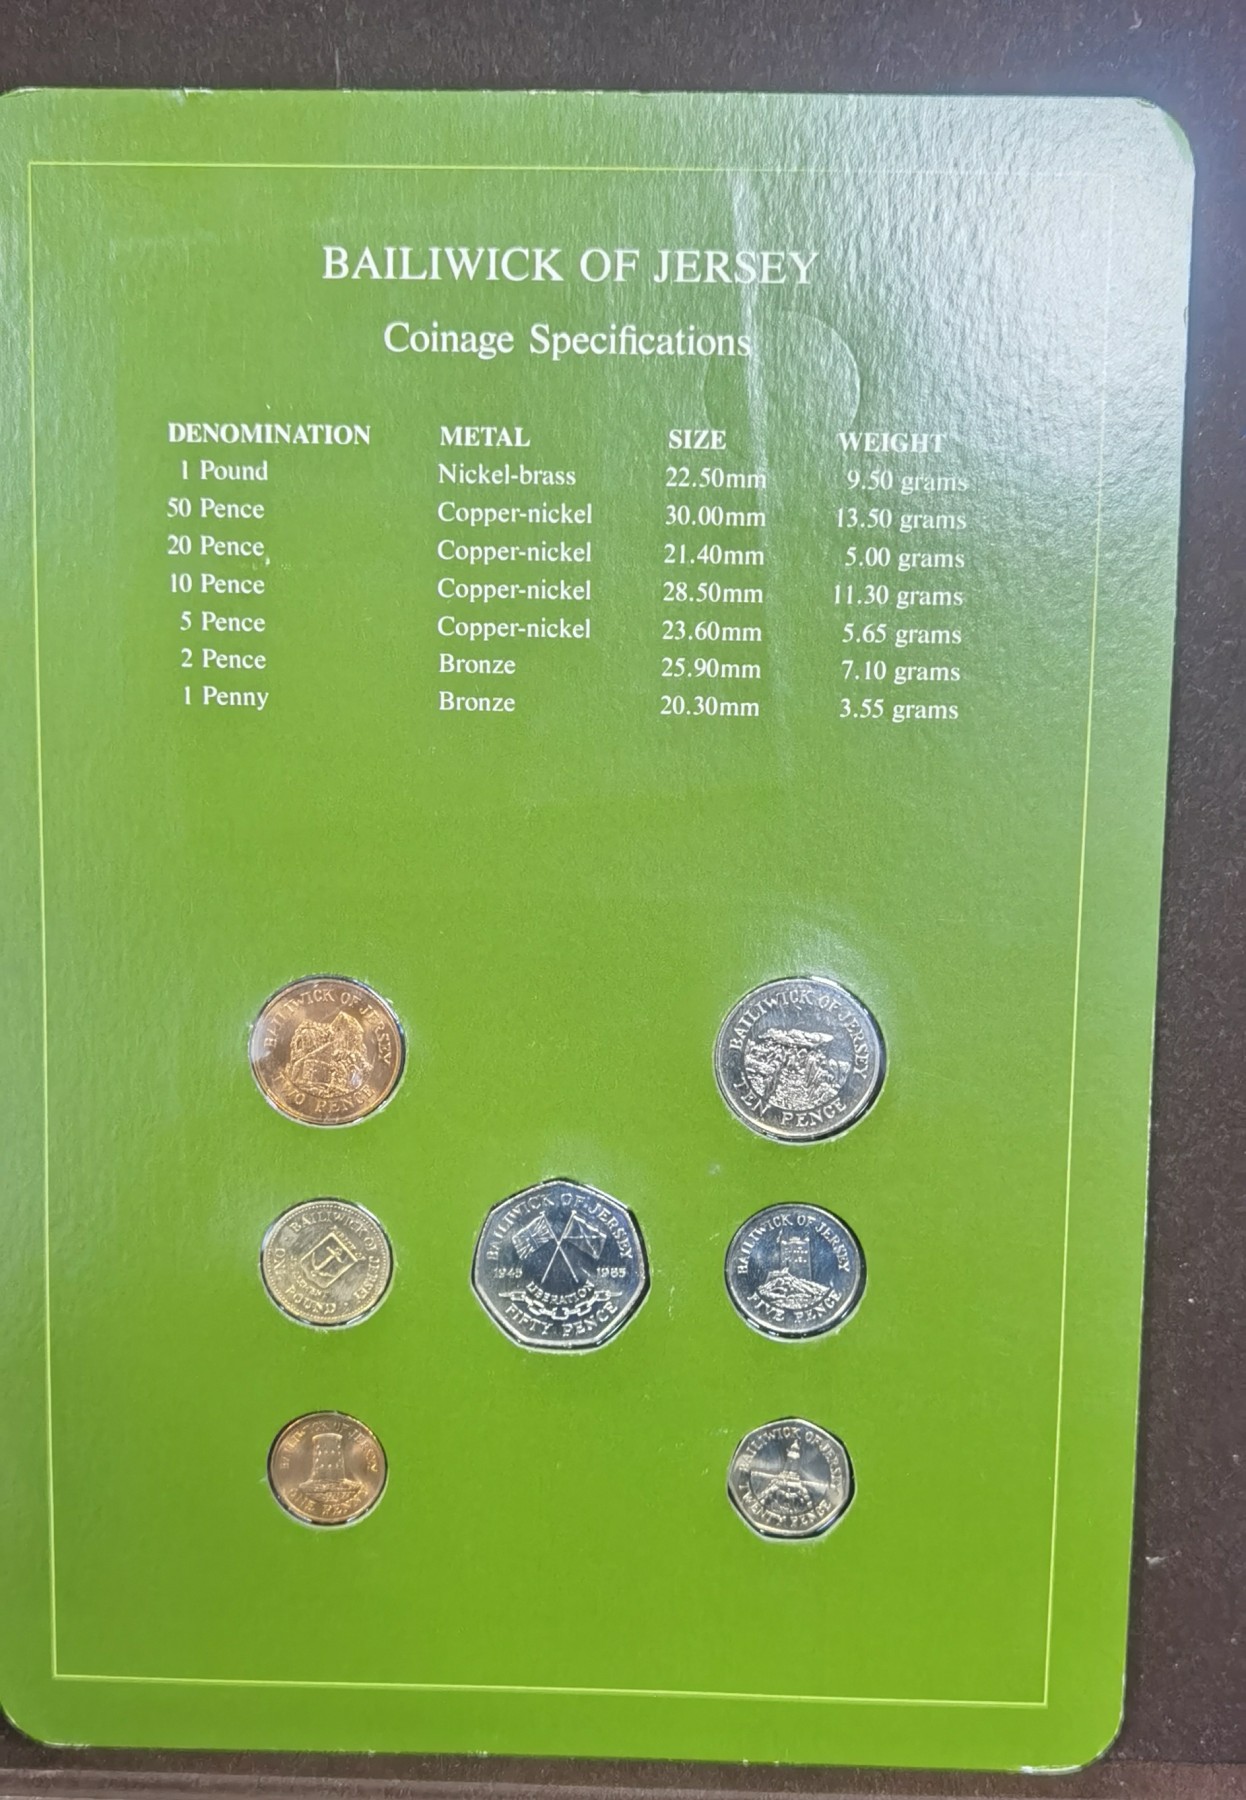 BAILIWICK OF JERSEY
Coinage Specifications
DENOMINATION METAL SIZE WEIGHT
1 Pound Nickel-brass 22.50mm 9.50 grams
50 Pence Copper-nickel 30.00mm 13.50 grams
20 Pence Copper-nickel 21.40mm 5.00 grams
10 Pence Copper-nickel 28.50mm 11.30 grams
5 Pence Copper-nickel 23.60mm 5.65 grams
2 Pence Bronze 25.90mm 7.10 grams
1 Penny Bronze 20.30mm 3.55 grams
BAILIWICK OF JERSEY
TWO PENCE
BAILIWICK OF JERSEY
TEN PENCE
BAILIWICK OF JERSEY
ONE POUND
BAILIWICK OF JERSEY
1945 1985
LIBERATION
FIFTY PENCE
BAILIWICK OF JERSEY
FIVE PENCE
BAILIWICK OF JERSEY
ONE PENNY
BAILIWICK OF JERSEY
TWENTY PENCE